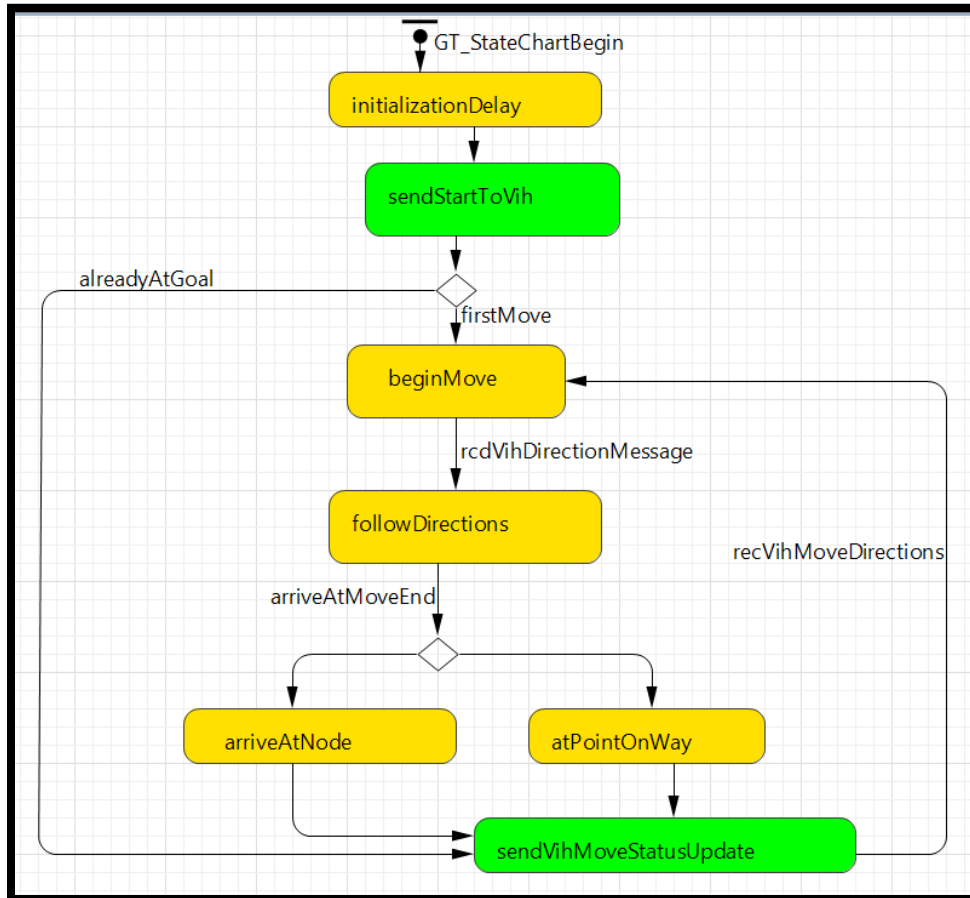 GT_StateChartBegin
initializationDelay
sendStartToVih
alreadyAtGoal
firstMove
beginMove
rcdVihDirectionMessage
followDirections
recVihMoveDirections
arriveAtMoveEnd
arriveAtNode
atPointOnWay
sendVihMoveStatusUpdate